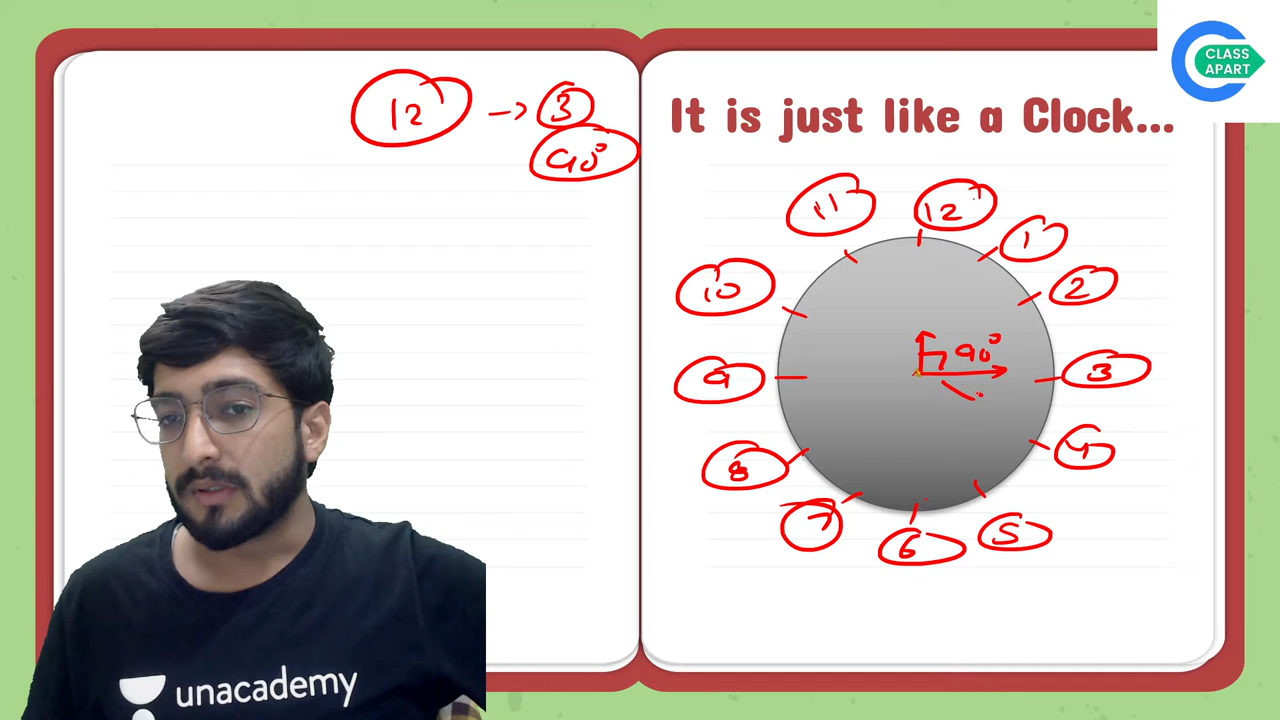 CLASS
APART
12 → 3
90°
It is just like a Clock...
11
12
1
10
2
90°
9
3
8
4
7
6
5
unacademy